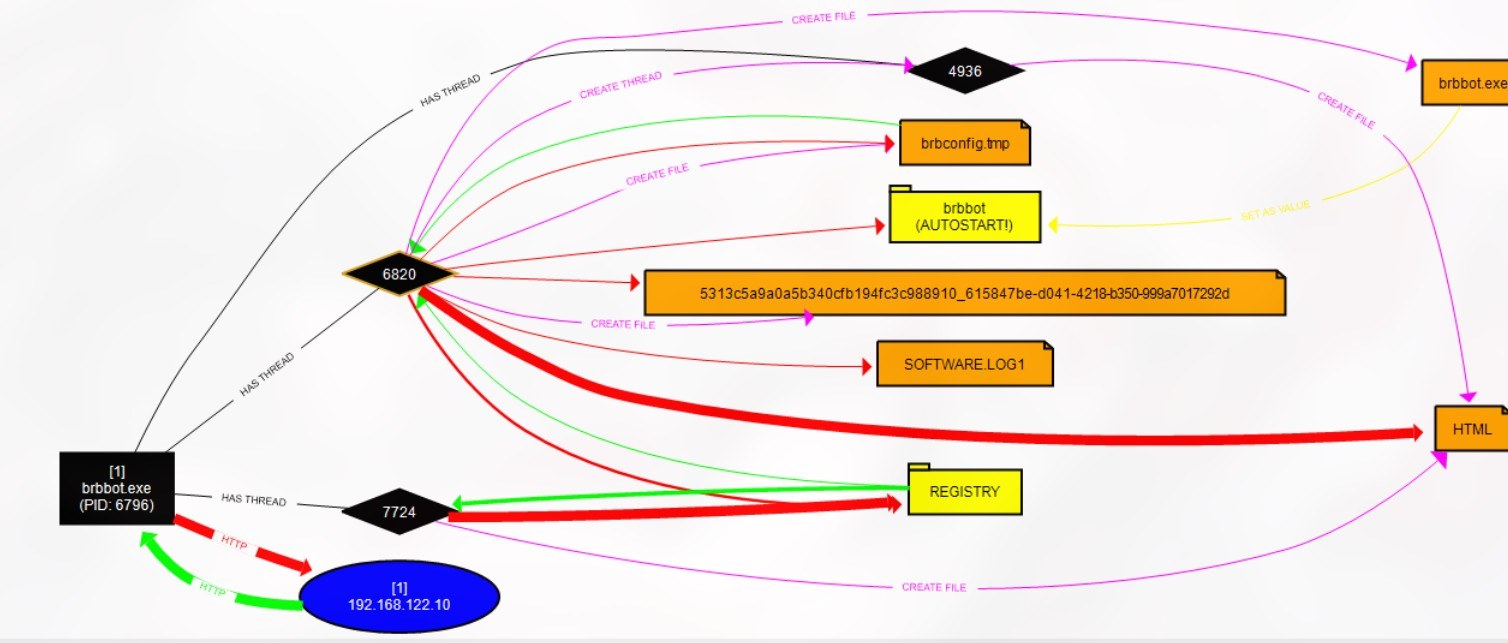 CREATE FILE
HAS THREAD
CREATE THREAD
4936
brbbot.exe
CREATE FILE
brbconfig.tmp
CREATE FILE
brbbot
(AUTOSTART!)
SET AS VALUE
6820
5313c5a9a0a5b340cfb194fc3c988910_615847be-d041-4218-b350-999a7017292d
CREATE FILE
HAS THREAD
SOFTWARE.LOG1
HTML
[1]
brbbot.exe
(PID: 6796)
HAS THREAD
7724
REGISTRY
HTTP
HTTP
[1]
192.168.122.10
CREATE FILE